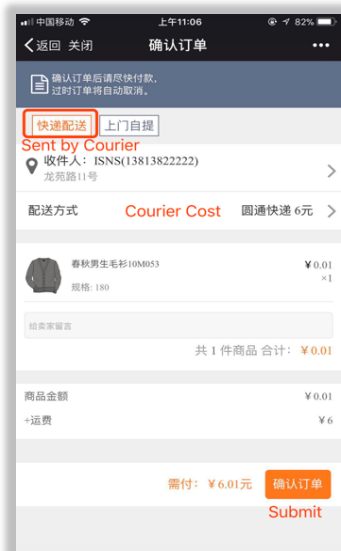 中国移动 上午11:06 82%
返回 关闭 确认订单
确认订单后请尽快付款，
过时订单将自动取消。
快递配送 上门自提
Sent by Courier
收件人：ISNS(13813822222)
龙苑路11号
配送方式 Courier Cost 圆通快递 6元
春秋男生毛衫10M053 ¥0.01
×1
规格: 180
给卖家留言
共 1 件商品 合计：¥0.01
商品金额 ¥0.01
+运费 ¥6
需付：¥6.01元 确认订单
Submit